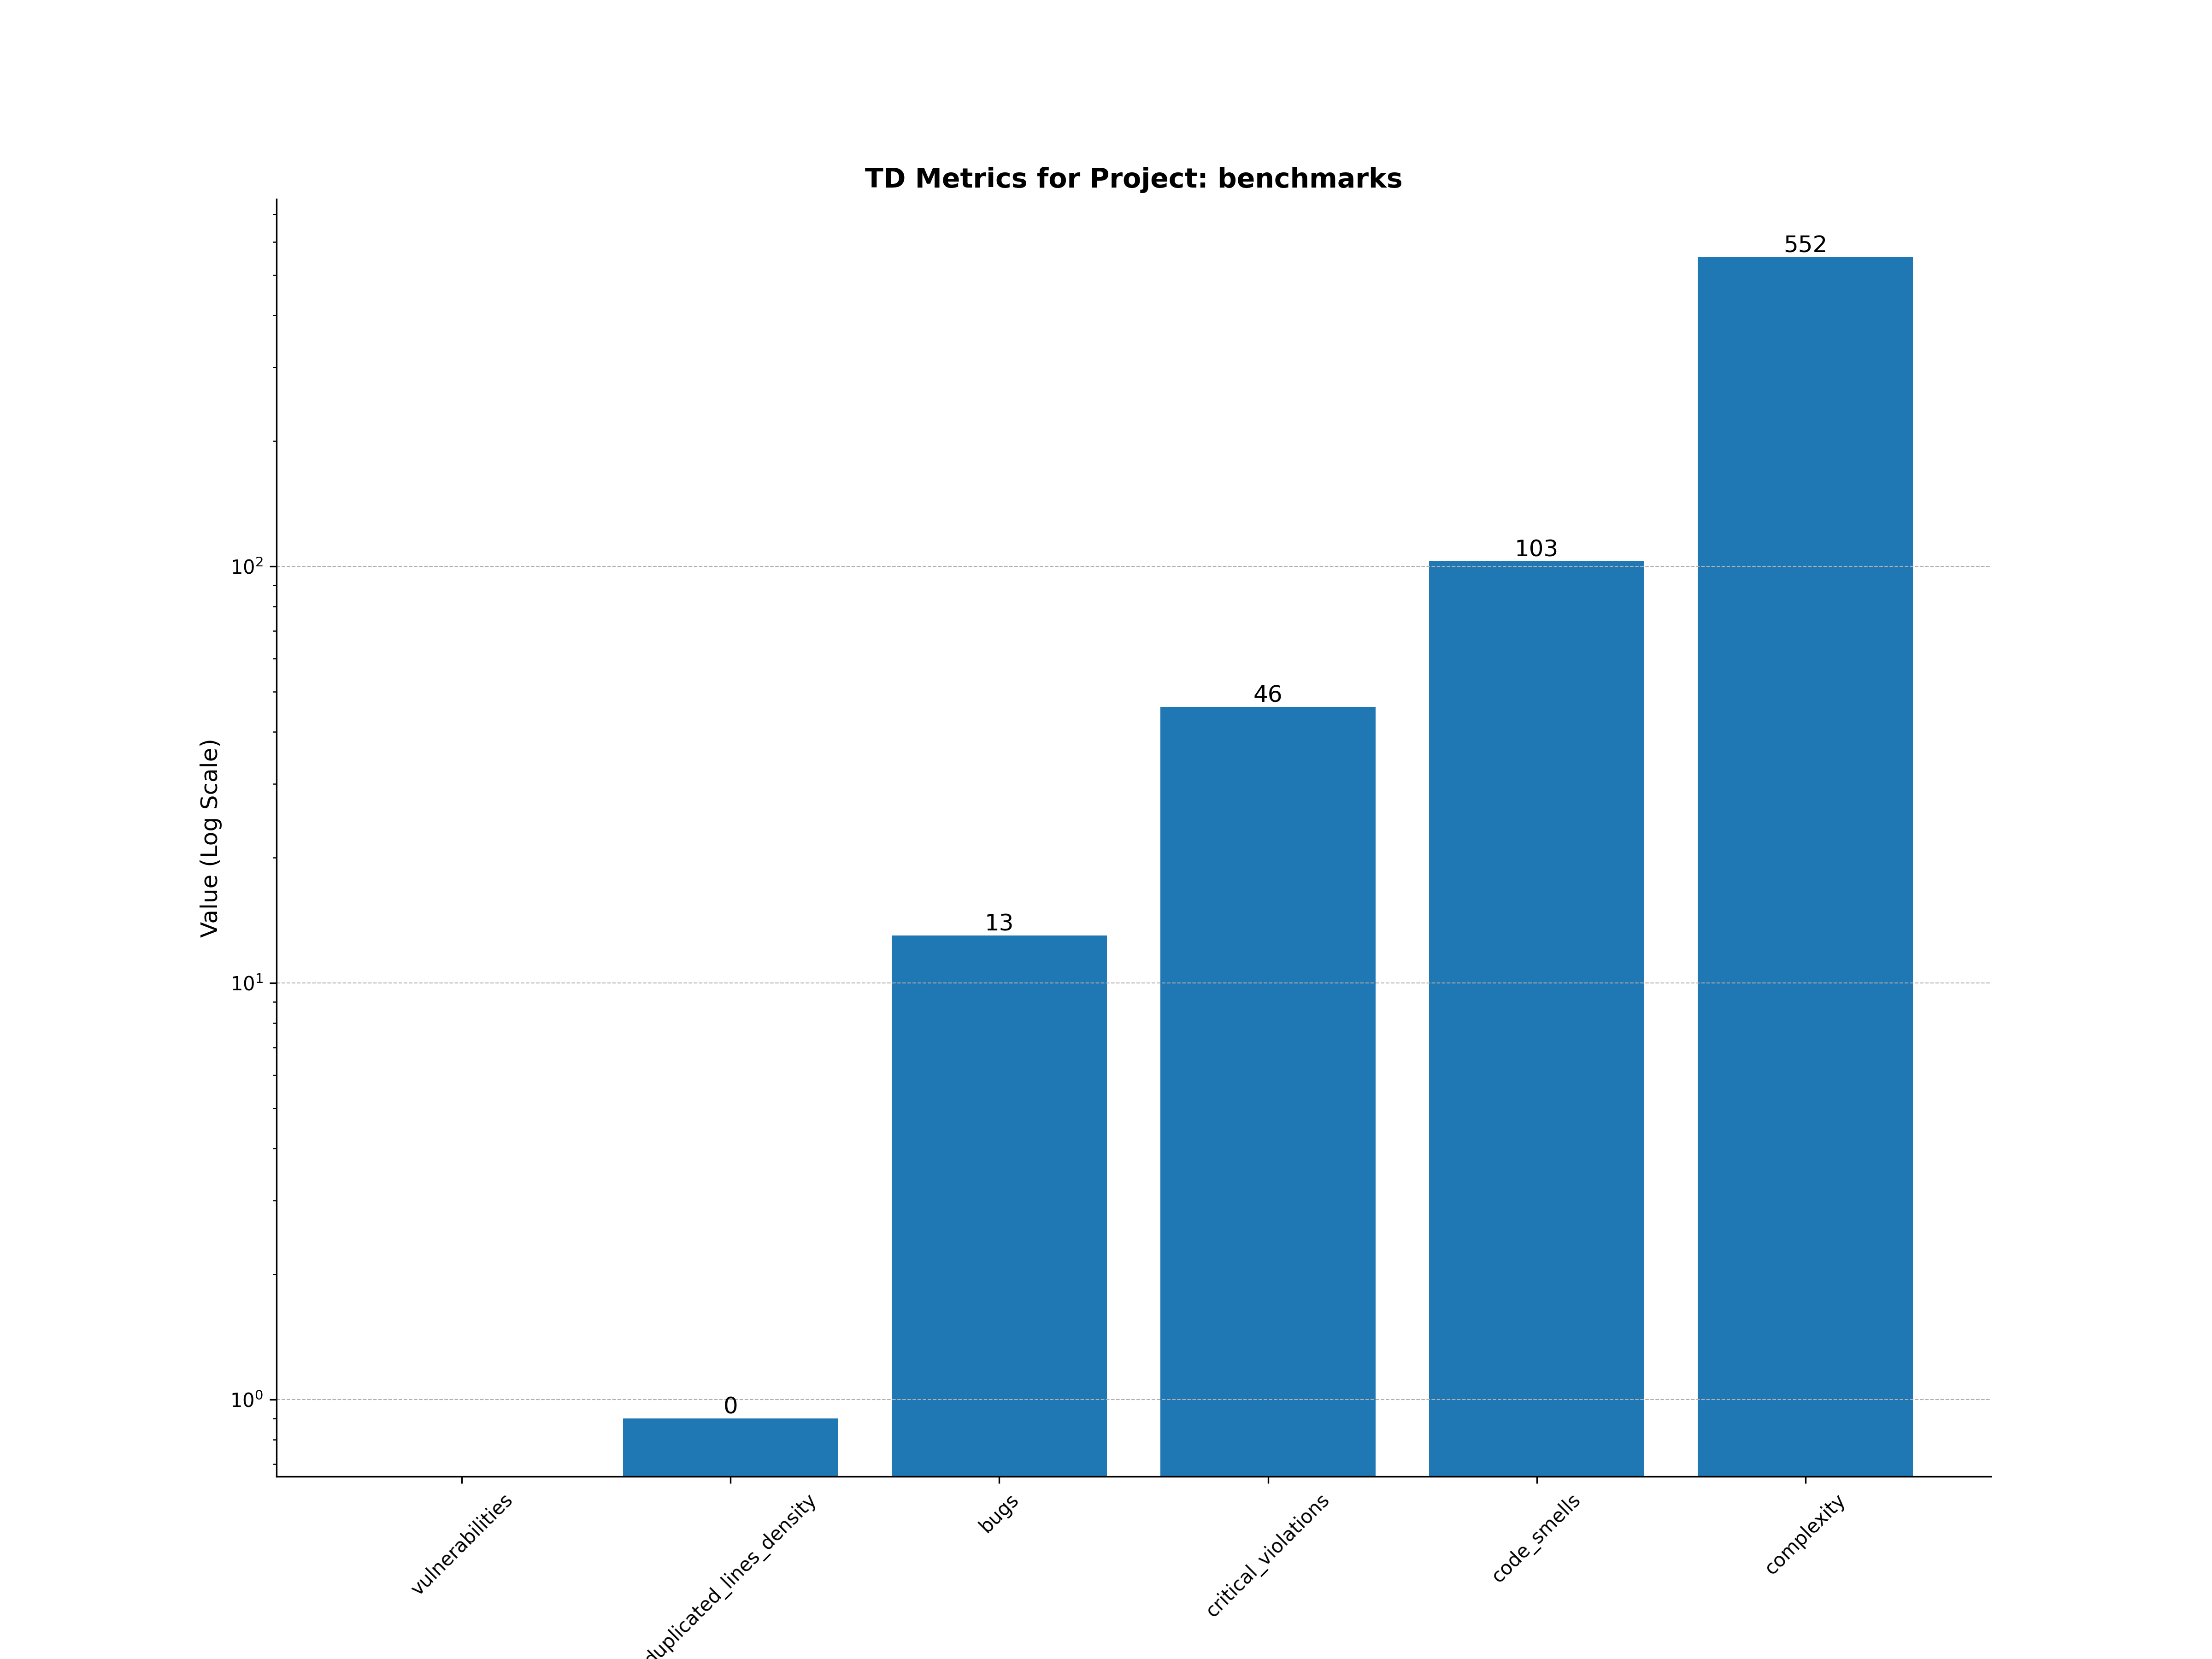 TD Metrics for Project: benchmarks
Value (Log Scale)
10²
10¹
10⁰
0
13
46
103
552
vulnerabilities
duplicated_lines_density
bugs
critical_violations
code_smells
complexity